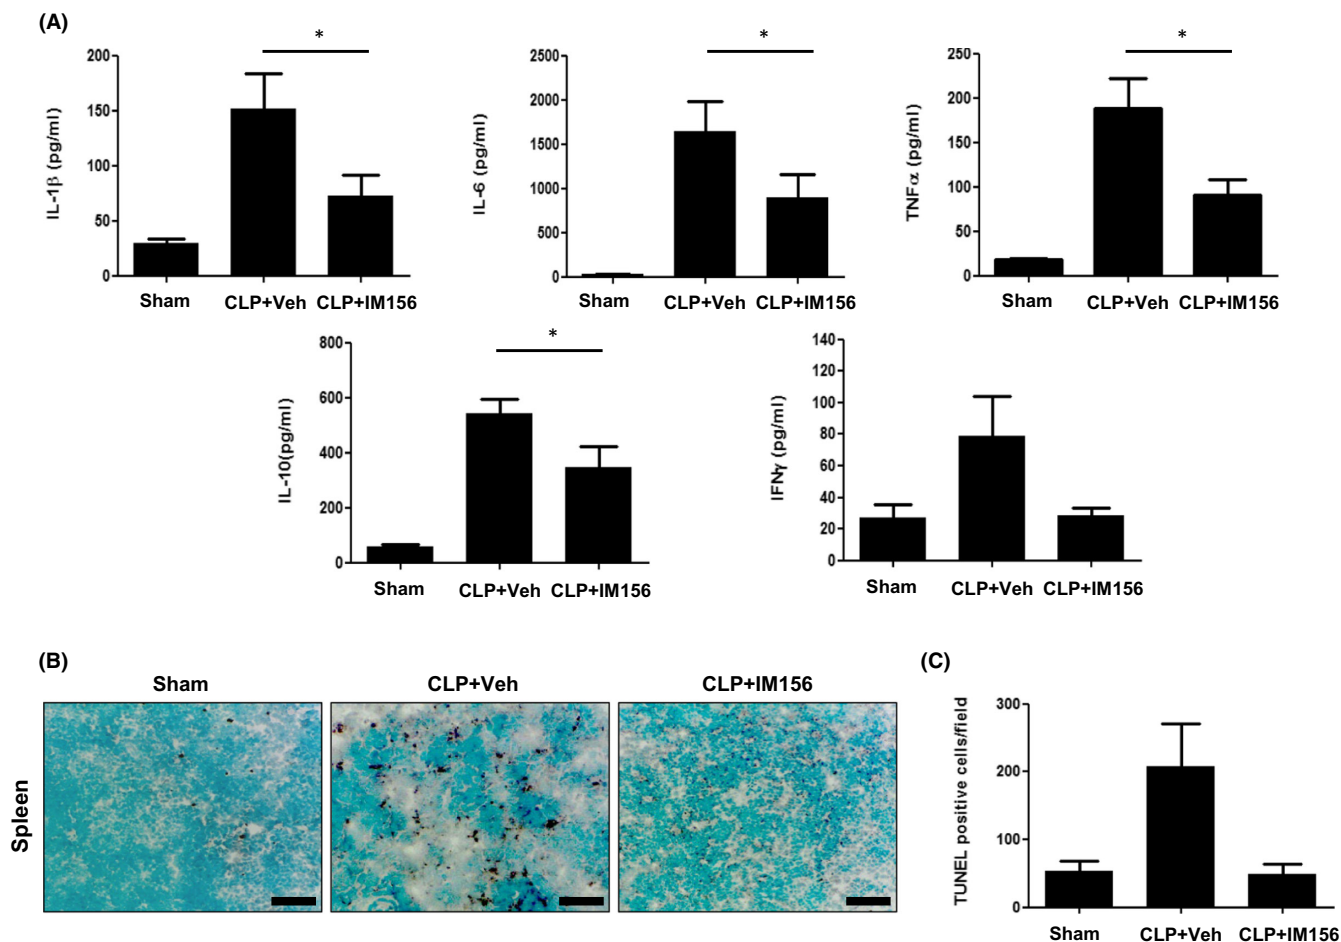 (A)
*
200
150
100
50
0
IL-1β (pg/ml)
Sham
CLP+Veh
CLP+IM156
*
2500
2000
1500
1000
500
0
IL-6 (pg/ml)
Sham
CLP+Veh
CLP+IM156
*
250
200
150
100
50
0
TNFα (pg/ml)
Sham
CLP+Veh
CLP+IM156
*
800
600
400
200
0
IL-10(pg/ml)
Sham
CLP+Veh
CLP+IM156
140
120
100
80
60
40
20
0
IFNγ (pg/ml)
Sham
CLP+Veh
CLP+IM156
(B)
Sham
CLP+Veh
CLP+IM156
Spleen
(C)
300
200
100
0
TUNEL positive cells/field
Sham
CLP+Veh
CLP+IM156